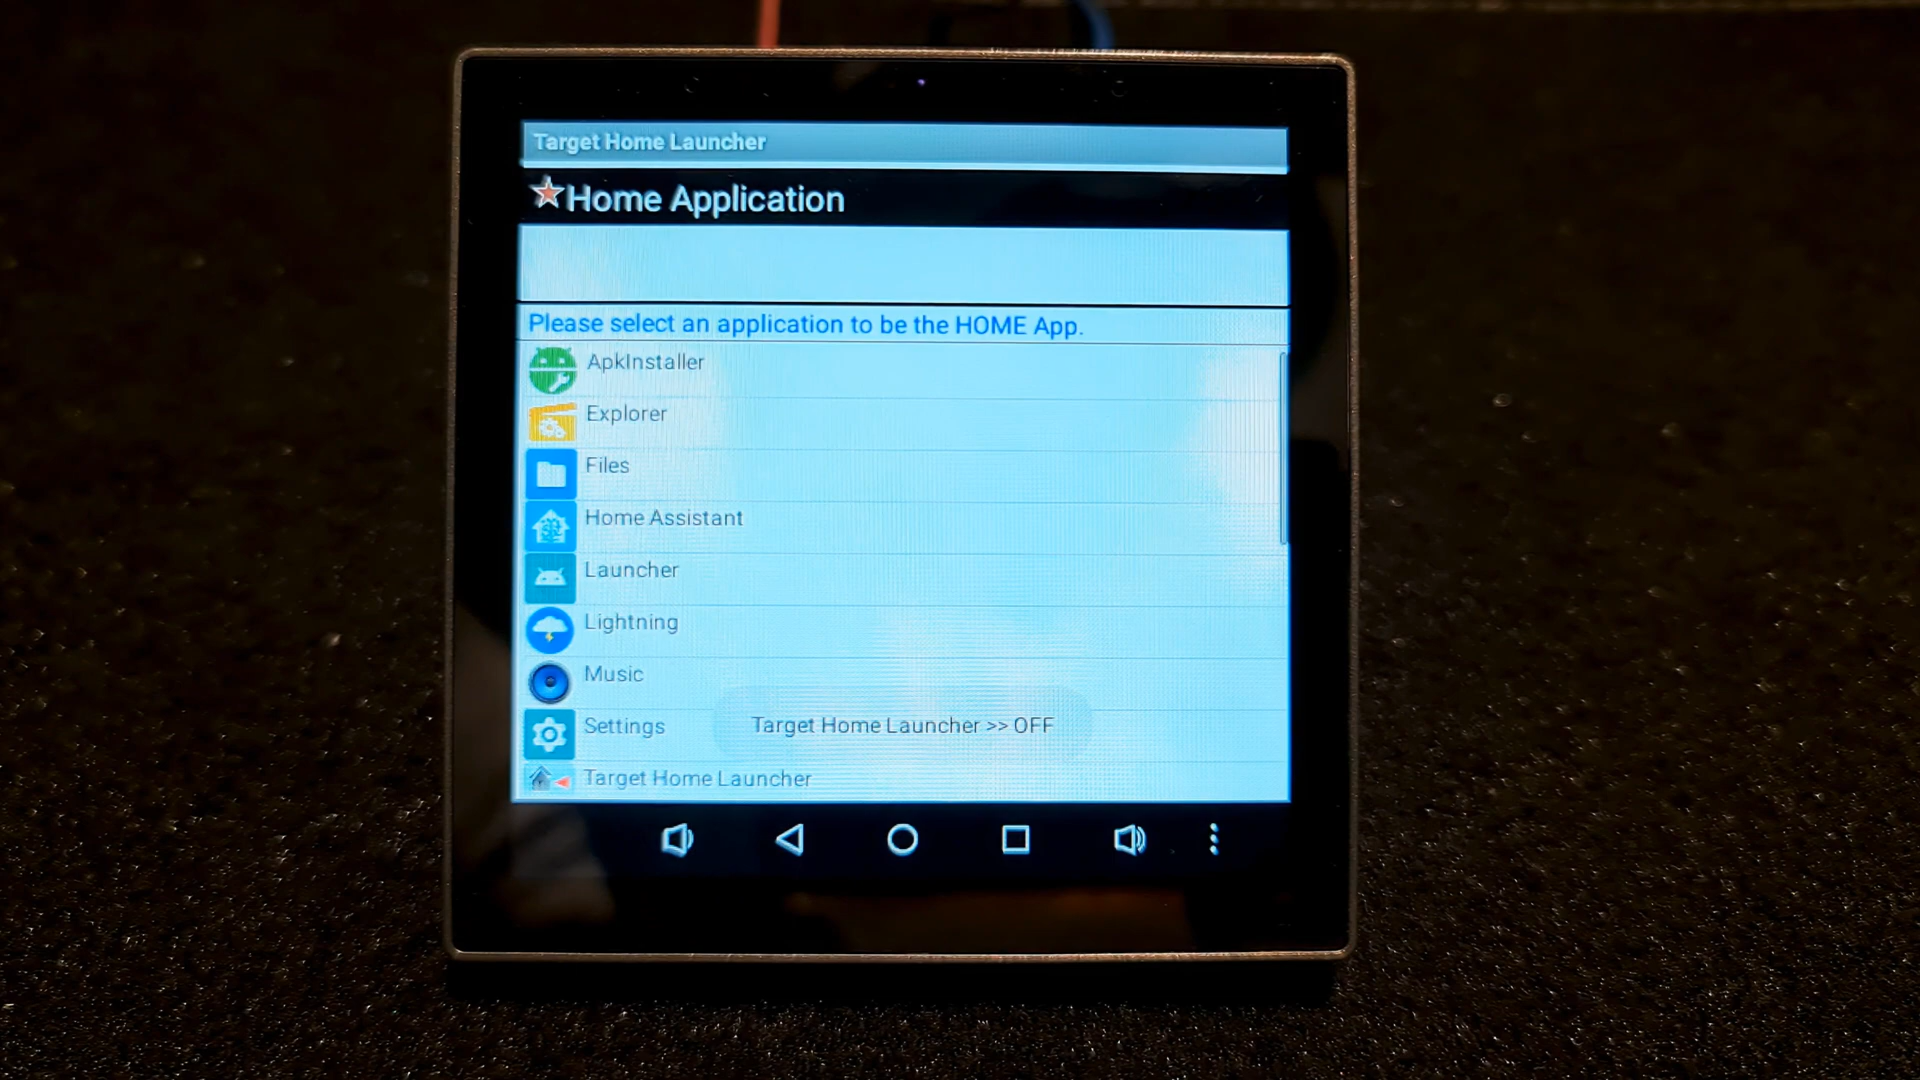 Target Home Launcher
Home Application
Please select an application to be the HOME App.
ApkInstaller
Explorer
Files
Home Assistant
Launcher
Lightning
Music
Settings
Target Home Launcher >> OFF
Target Home Launcher